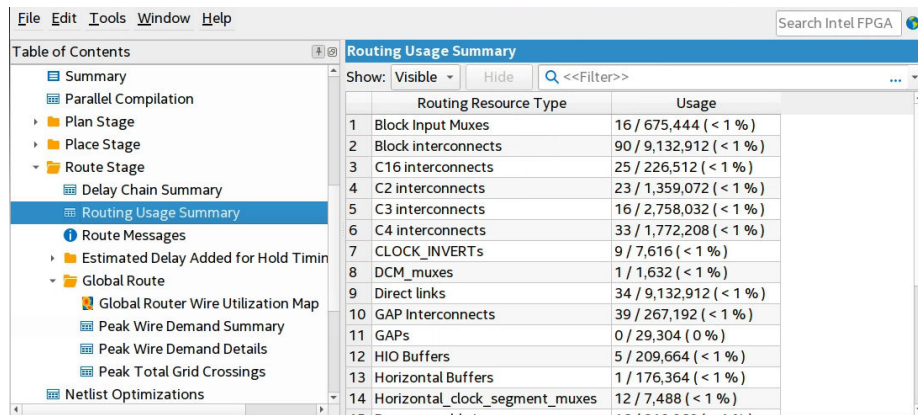 File Edit Tools Window Help
Search Intel FPGA
Table of Contents
Summary
Parallel Compilation
Plan Stage
Place Stage
Route Stage
Delay Chain Summary
Routing Usage Summary
Route Messages
Estimated Delay Added for Hold Timin
Global Route
Global Router Wire Utilization Map
Peak Wire Demand Summary
Peak Wire Demand Details
Peak Total Grid Crossings
Netlist Optimizations
Routing Usage Summary
Show: Visible Hide <<Filter>> ...
Routing Resource Type Usage
1 Block Input Muxes 16 / 675,444 ( < 1 % )
2 Block interconnects 90 / 9,132,912 ( < 1 % )
3 C16 interconnects 25 / 226,512 ( < 1 % )
4 C2 interconnects 23 / 1,359,072 ( < 1 % )
5 C3 interconnects 16 / 2,758,032 ( < 1 % )
6 C4 interconnects 33 / 1,772,208 ( < 1 % )
7 CLOCK_INVERTs 9 / 7,616 ( < 1 % )
8 DCM_muxes 1 / 1,632 ( < 1 % )
9 Direct links 34 / 9,132,912 ( < 1 % )
10 GAP Interconnects 39 / 267,192 ( < 1 % )
11 GAPs 0 / 29,304 ( 0 % )
12 HIO Buffers 5 / 209,664 ( < 1 % )
13 Horizontal Buffers 1 / 176,364 ( < 1 % )
14 Horizontal_clock_segment_muxes 12 / 7,488 ( < 1 % )